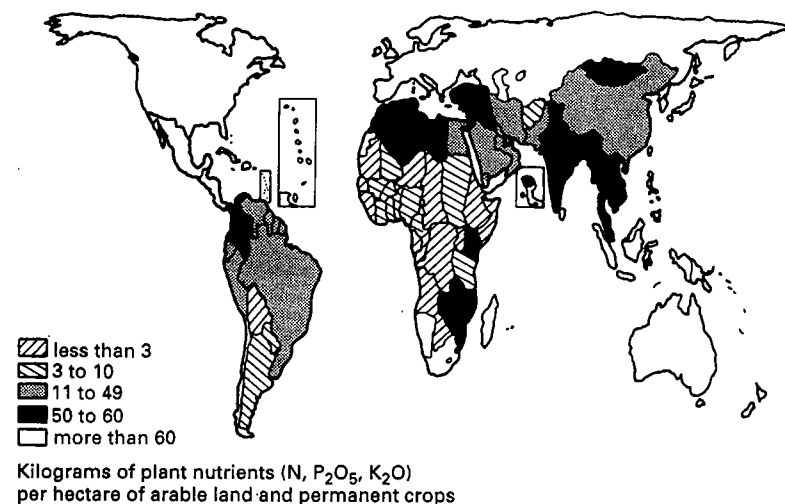 less than 3
3 to 10
11 to 49
50 to 60
more than 60
Kilograms of plant nutrients (N, P₂O₅, K₂O)
per hectare of arable land and permanent crops